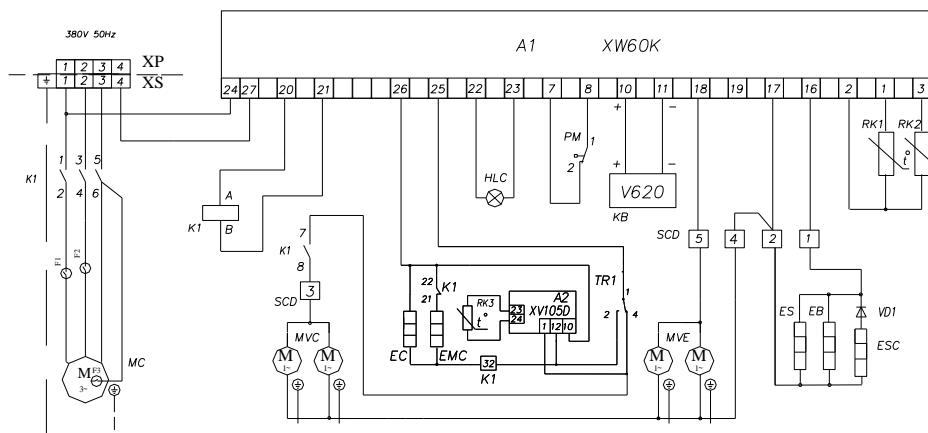 380V 50Hz
A1 XW60K
1 2 3 4 XP
1 2 3 4 XS
24 27 20 21 26 25 22 23 7 8 10 11 18 19 17 16 2 1 3
+ −
RK1 RK2
t° t°
PM 1
2
1 3 5
K1
2 4 6
HLC
+ −
V620
KB
A
K1
B
7
K1
8
SCD 5 4 2 1
F1 F2
3
SCD
22
K1
21
RK3
t°
A2
XV105D
23
24
1 12 10
TR1
1
2 4
ES EB VD1
ESC
MVC
M 1~ M 1~
EC EMC 32
K1
MVE
M 1~ M 1~
M 3~ F3
MC